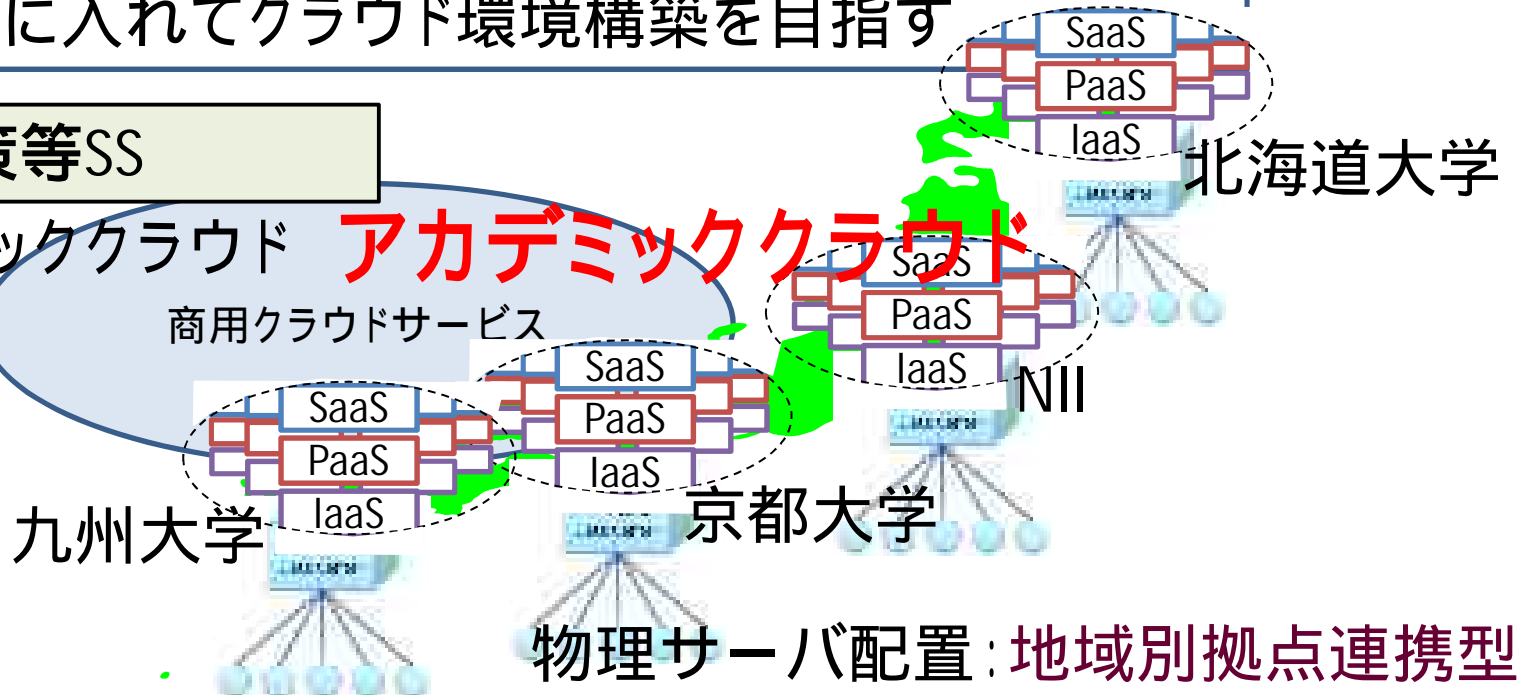 に入れてクラウド環境構築を目指す
SaaS
PaaS
IaaS
北海道大学
策等SS
ッククラウド
アカデミッククラウド
商用クラウドサービス
SaaS
PaaS
IaaS
NII
SaaS
PaaS
IaaS
京都大学
SaaS
PaaS
IaaS
九州大学
物理サーバ配置:地域別拠点連携型